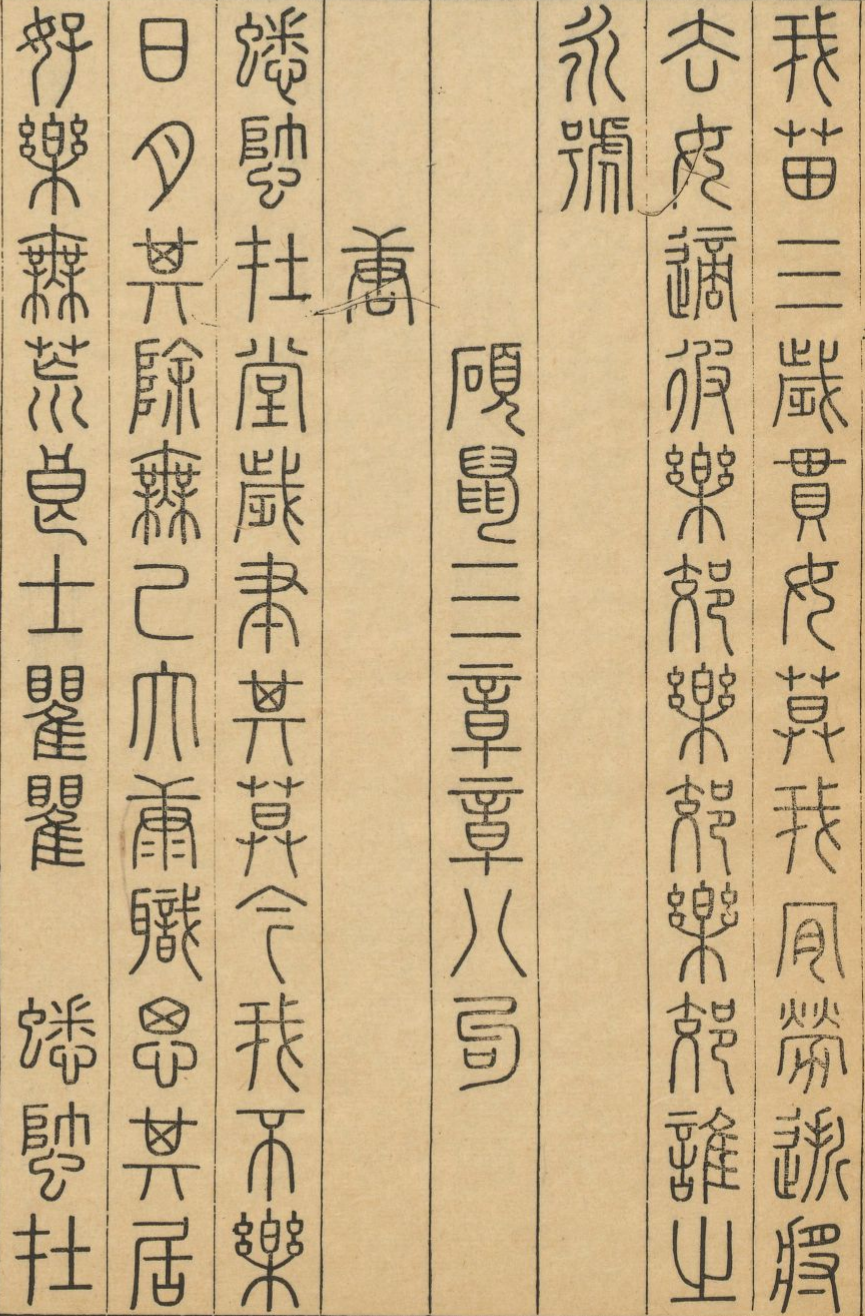 我苗三歲貫女莫我肎勞逝將
去女適彼樂郊樂郊樂郊誰之
永號
碩鼠三章章八句
唐
蟋蟀在堂歲聿其莫今我不樂
日月其除無已大康職思其居
好樂無荒良士瞿瞿　蟋蟀在